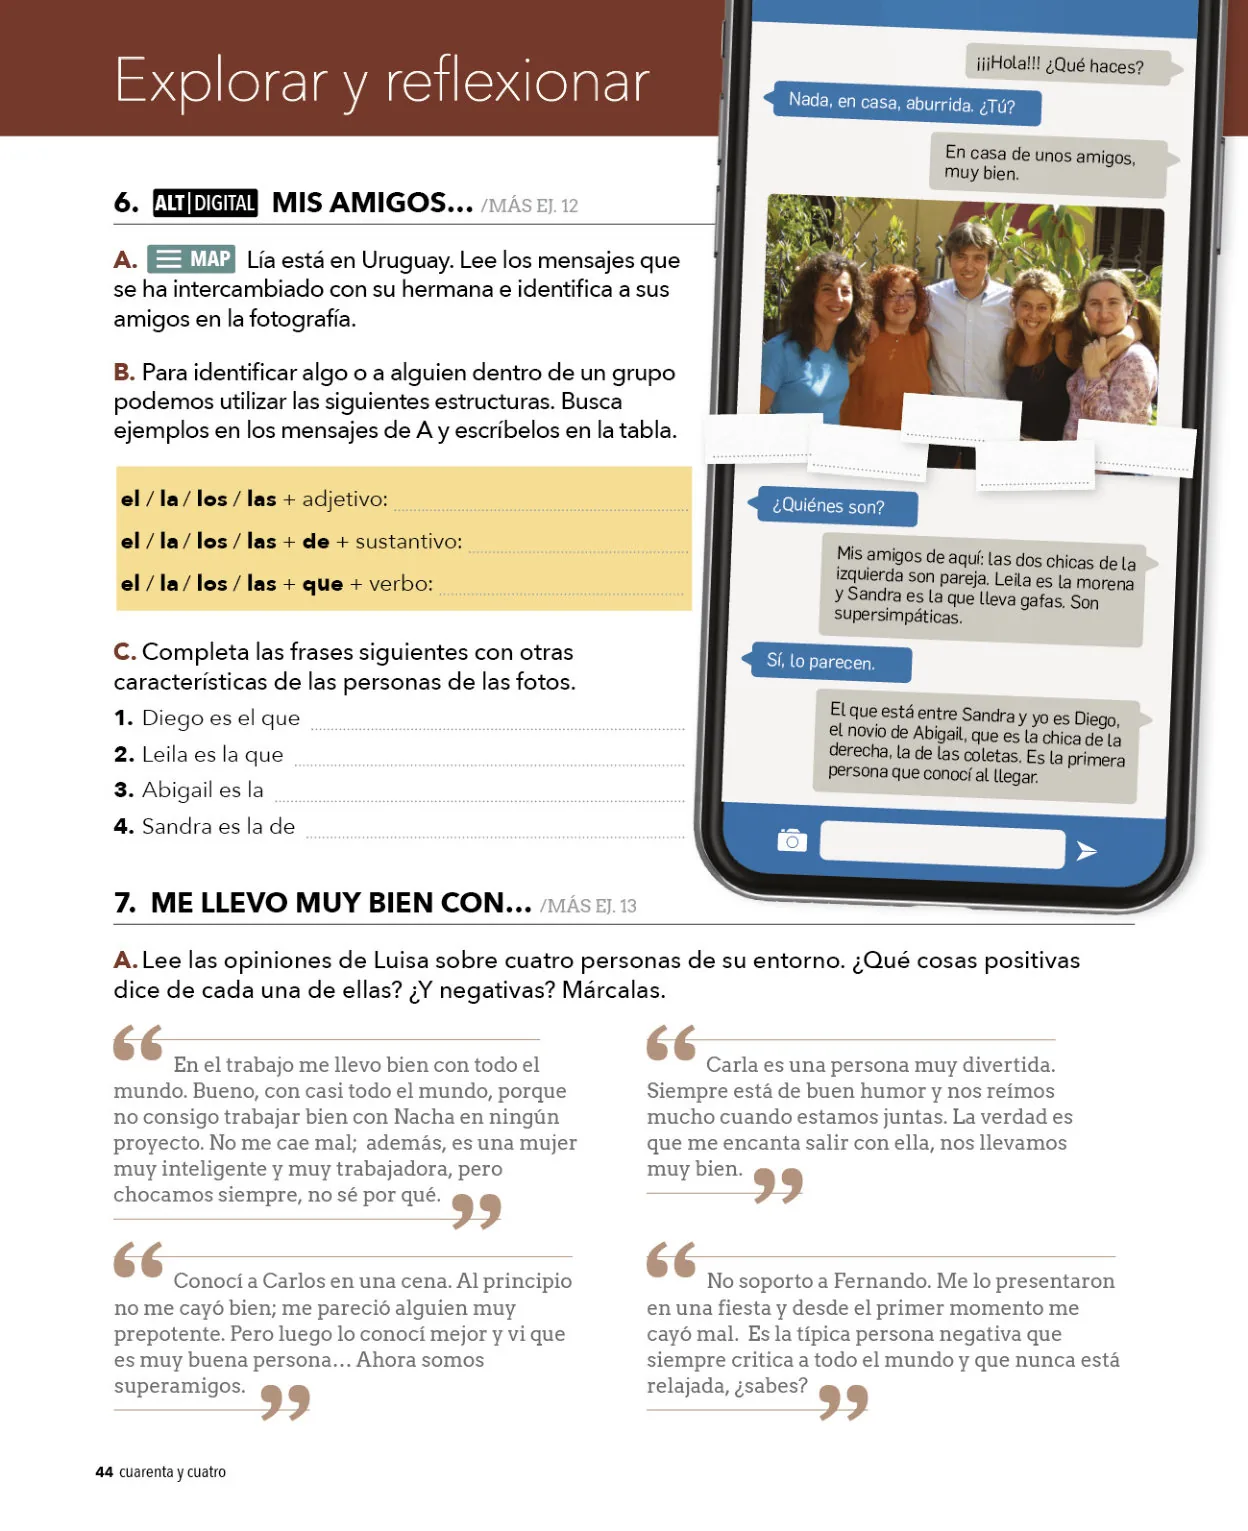 Explorar y reflexionar
6. ALT|DIGITAL MIS AMIGOS... /MÁS EJ. 12
A. MAP Lía está en Uruguay. Lee los mensajes que
se ha intercambiado con su hermana e identifica a sus
amigos en la fotografía.
B. Para identificar algo o a alguien dentro de un grupo
podemos utilizar las siguientes estructuras. Busca
ejemplos en los mensajes de A y escríbelos en la tabla.
el / la / los / las + adjetivo:
el / la / los / las + de + sustantivo:
el / la / los / las + que + verbo:
C. Completa las frases siguientes con otras
características de las personas de las fotos.
1. Diego es el que
2. Leila es la que
3. Abigail es la
4. Sandra es la de
¡¡¡Hola!!! ¿Qué haces?
Nada, en casa, aburrida. ¿Tú?
En casa de unos amigos,
muy bien.
¿Quiénes son?
Mis amigos de aquí: las dos chicas de la
izquierda son pareja. Leila es la morena
y Sandra es la que lleva gafas. Son
supersimpáticas.
Sí, lo parecen.
El que está entre Sandra y yo es Diego,
el novio de Abigail, que es la chica de la
derecha, la de las coletas. Es la primera
persona que conocí al llegar.
7. ME LLEVO MUY BIEN CON... /MÁS EJ. 13
A. Lee las opiniones de Luisa sobre cuatro personas de su entorno. ¿Qué cosas positivas
dice de cada una de ellas? ¿Y negativas? Márcalas.
“ En el trabajo me llevo bien con todo el
mundo. Bueno, con casi todo el mundo, porque
no consigo trabajar bien con Nacha en ningún
proyecto. No me cae mal; además, es una mujer
muy inteligente y muy trabajadora, pero
chocamos siempre, no sé por qué. ”
“ Carla es una persona muy divertida.
Siempre está de buen humor y nos reímos
mucho cuando estamos juntas. La verdad es
que me encanta salir con ella, nos llevamos
muy bien. ”
“ Conocí a Carlos en una cena. Al principio
no me cayó bien; me pareció alguien muy
prepotente. Pero luego lo conocí mejor y vi que
es muy buena persona... Ahora somos
superamigos. ”
“ No soporto a Fernando. Me lo presentaron
en una fiesta y desde el primer momento me
cayó mal. Es la típica persona negativa que
siempre critica a todo el mundo y que nunca está
relajada, ¿sabes? ”
44 cuarenta y cuatro